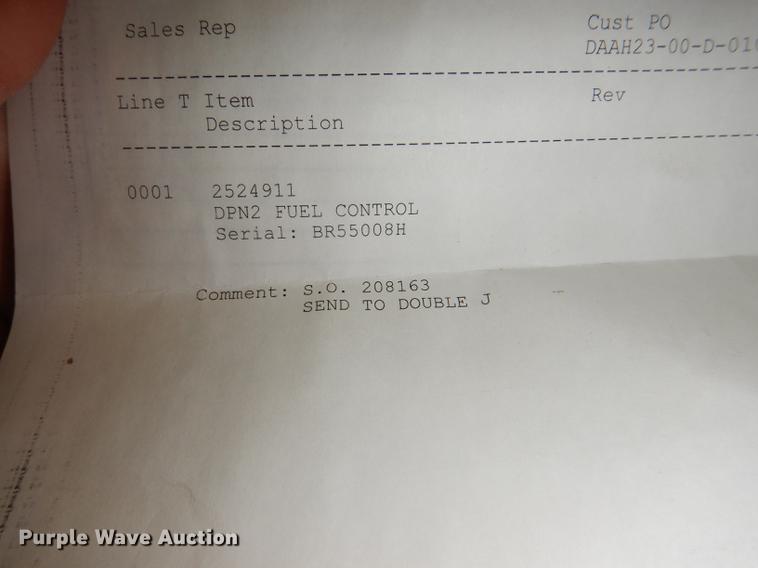 Sales Rep Cust PO
DAAH23-00-D-01
Line T Item Rev
Description
0001 2524911
DPN2 FUEL CONTROL
Serial: BR55008H
Comment: S.O. 208163
SEND TO DOUBLE J
Purple Wave Auction